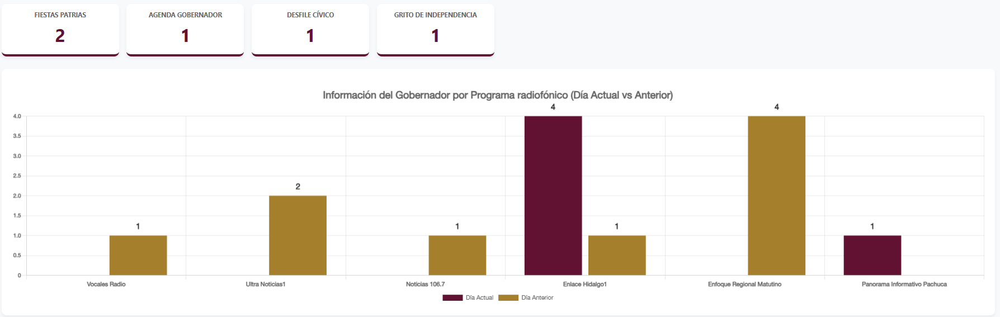 FIESTAS PATRIAS
2
AGENDA GOBERNADOR
1
DESFILE CÍVICO
1
GRITO DE INDEPENDENCIA
1
Información del Gobernador por Programa radiofónico (Día Actual vs Anterior)
4.0
3.5
3.0
2.5
2.0
1.5
1.0
0.5
0
1
2
1
4
1
4
1
Vocales Radio
Ultra Noticias1
Noticias 106.7
Enlace Hidalgo1
Enfoque Regional Matutino
Panorama Informativo Pachuca
Día Actual
Día Anterior